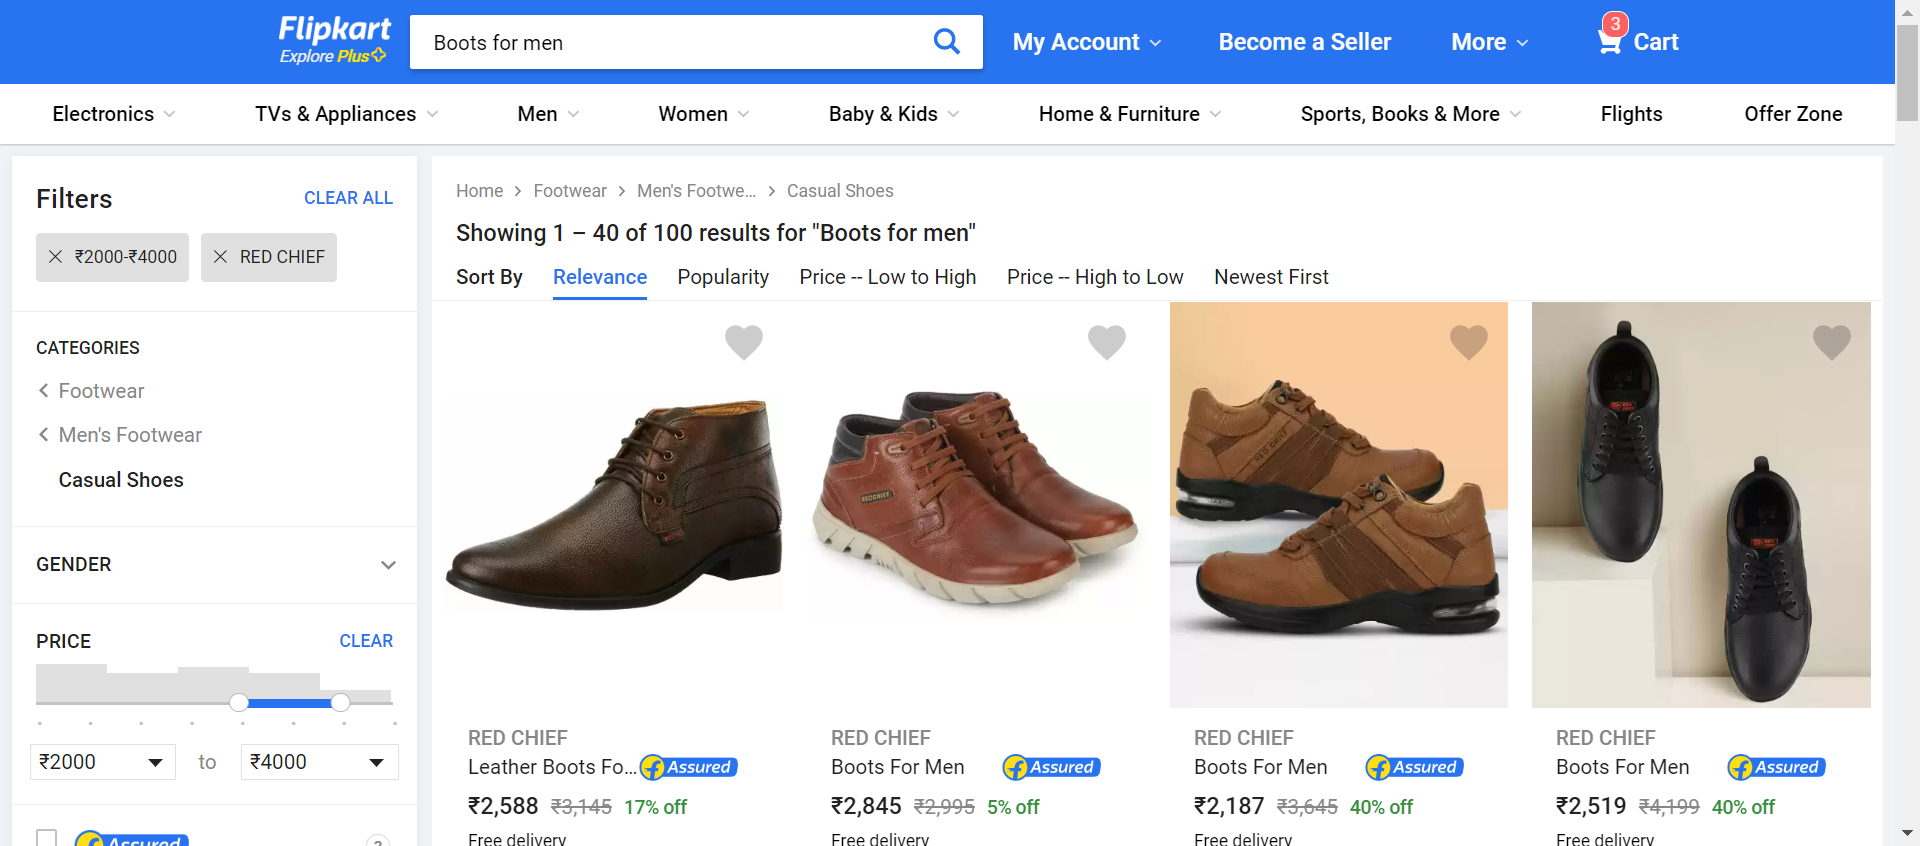 Flipkart
Explore Plus
Boots for men
My Account
Become a Seller
More
3
Cart
Electronics
TVs & Appliances
Men
Women
Baby & Kids
Home & Furniture
Sports, Books & More
Flights
Offer Zone
Filters
CLEAR ALL
₹2000-₹4000
RED CHIEF
CATEGORIES
Footwear
Men's Footwear
Casual Shoes
GENDER
PRICE
CLEAR
₹2000
to
₹4000
Assured
?
Home
Footwear
Men's Footwe...
Casual Shoes
Showing 1 – 40 of 100 results for "Boots for men"
Sort By
Relevance
Popularity
Price -- Low to High
Price -- High to Low
Newest First
REDCHIEF
RED CHIEF
RED CHIEF
Leather Boots Fo...
Assured
₹2,588 ₹3,145 17% off
Free delivery
RED CHIEF
Boots For Men
Assured
₹2,845 ₹2,995 5% off
Free delivery
RED CHIEF
Boots For Men
Assured
₹2,187 ₹3,645 40% off
Free delivery
RED CHIEF
Boots For Men
Assured
₹2,519 ₹4,199 40% off
Free delivery